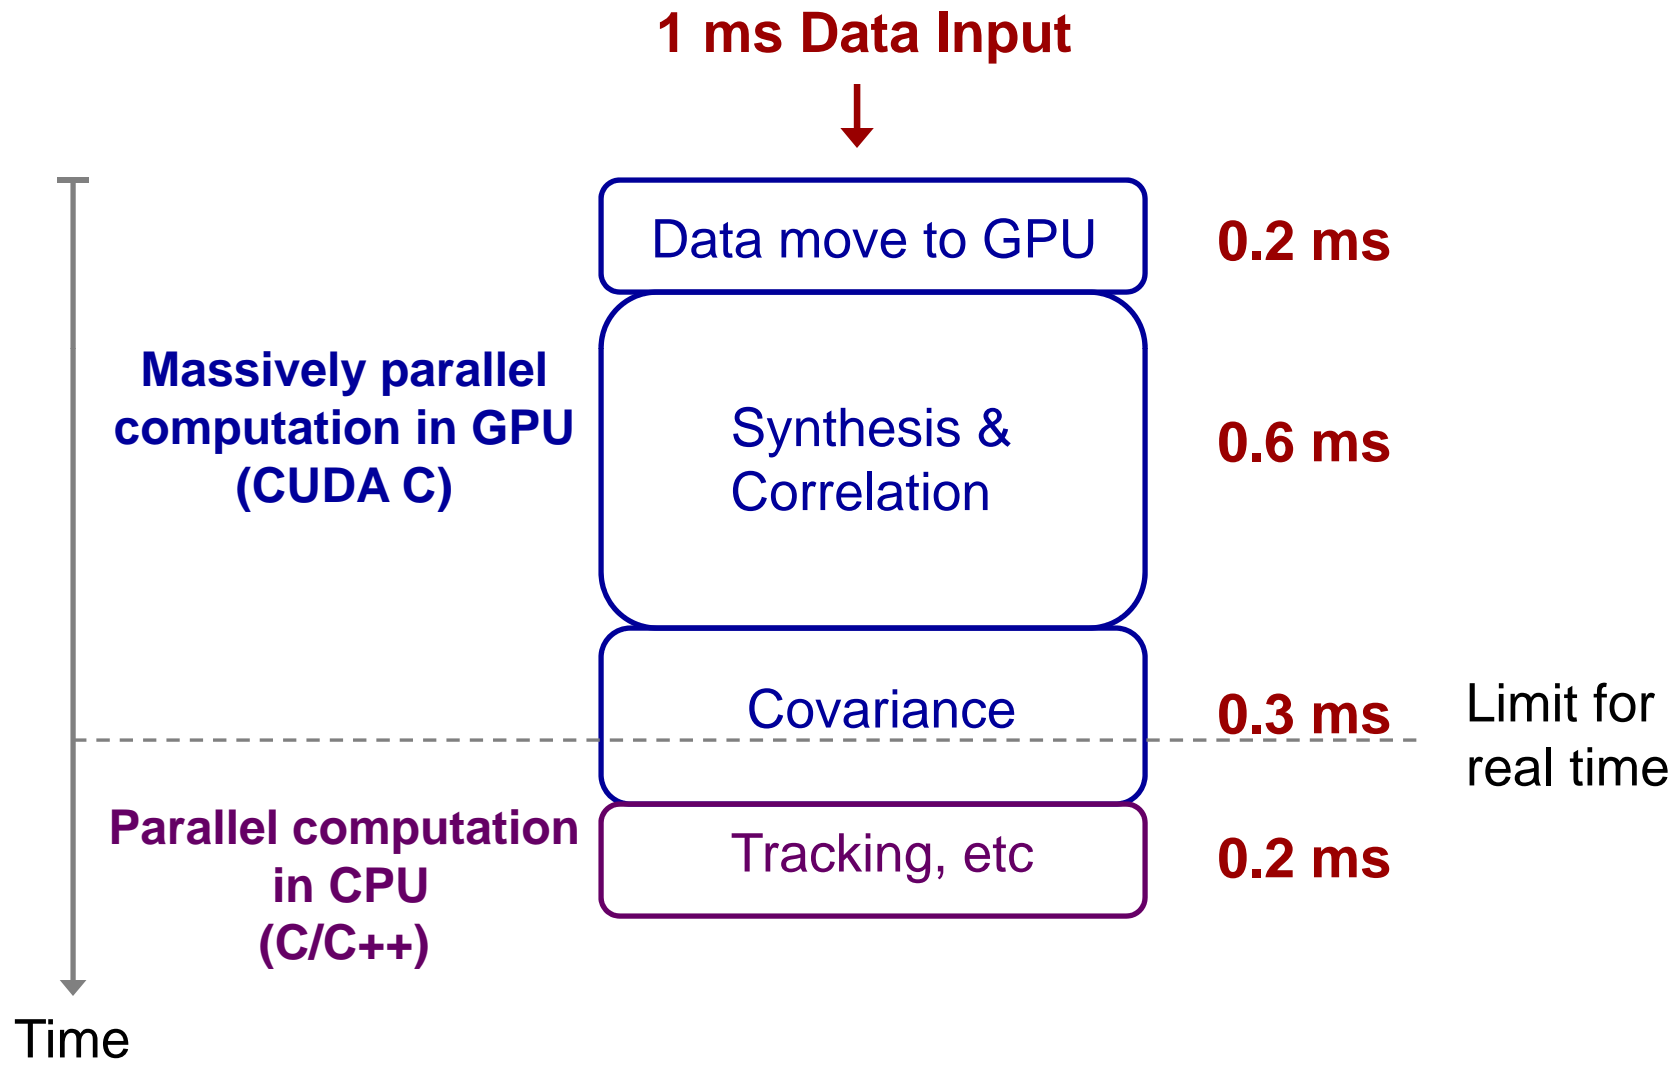 1 ms Data Input
Data move to GPU
0.2 ms
Massively parallel
computation in GPU
(CUDA C)
Synthesis &
Correlation
0.6 ms
Covariance
0.3 ms
Limit for
real time
Parallel computation
in CPU
(C/C++)
Tracking, etc
0.2 ms
Time